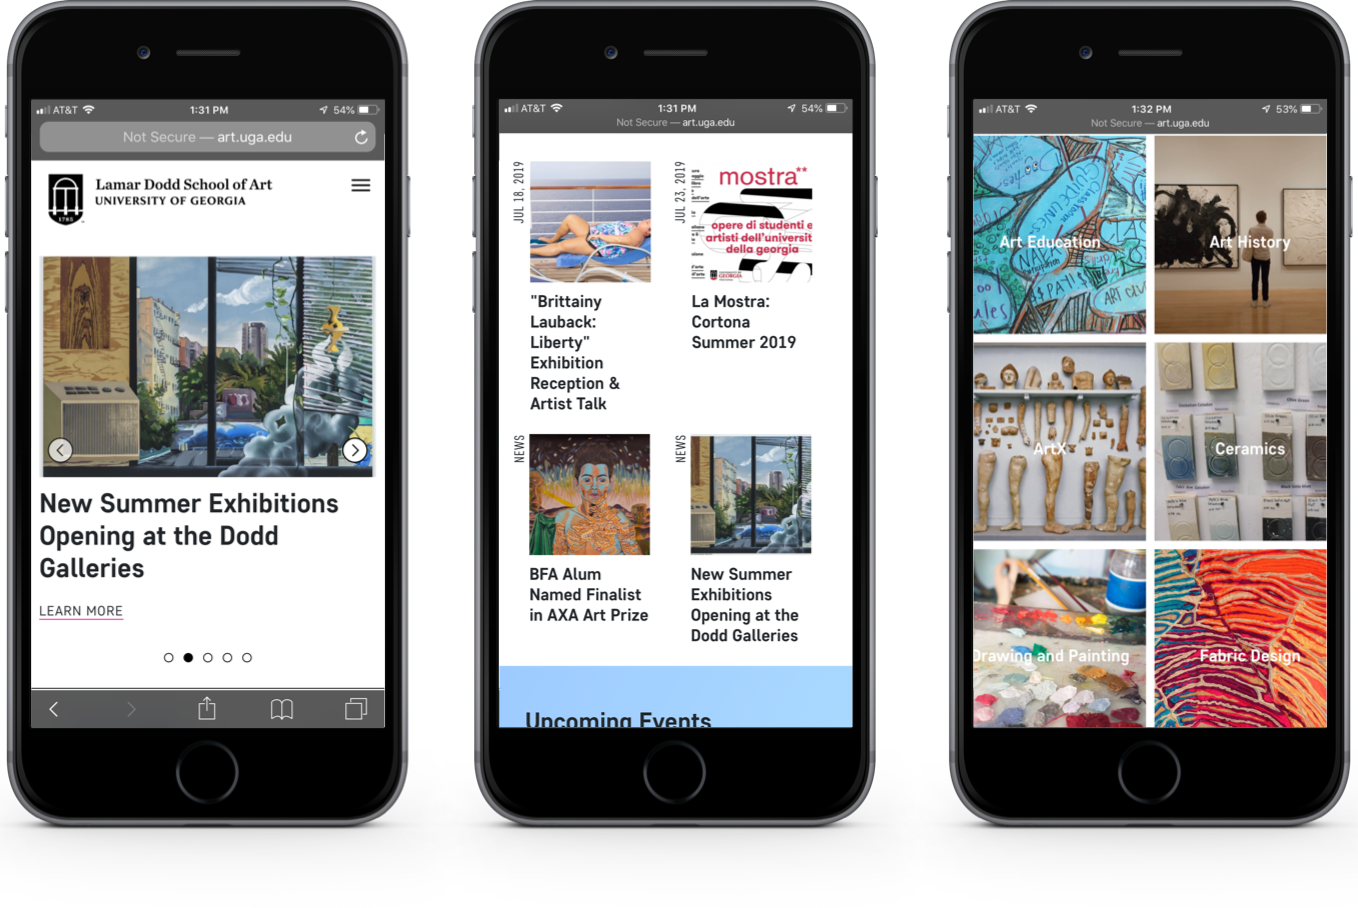 AT&T
1:31 PM
54%
Not Secure — art.uga.edu
Lamar Dodd School of Art
UNIVERSITY OF GEORGIA
1785
New Summer Exhibitions
Opening at the Dodd
Galleries
LEARN MORE
AT&T
1:31 PM
54%
Not Secure — art.uga.edu
JUL 18, 2019
"Brittainy
Lauback:
Liberty"
Exhibition
Reception &
Artist Talk
JUL 23, 2019
mostra**
opere di studenti e
artisti dell'universit
della georgia
GEORGIA
La Mostra:
Cortona
Summer 2019
NEWS
BFA Alum
Named Finalist
in AXA Art Prize
NEWS
New Summer
Exhibitions
Opening at the
Dodd Galleries
Upcoming Events
AT&T
1:32 PM
53%
Not Secure — art.uga.edu
Art Education
Art History
ArtX
Ceramics
Drawing and Painting
Fabric Design